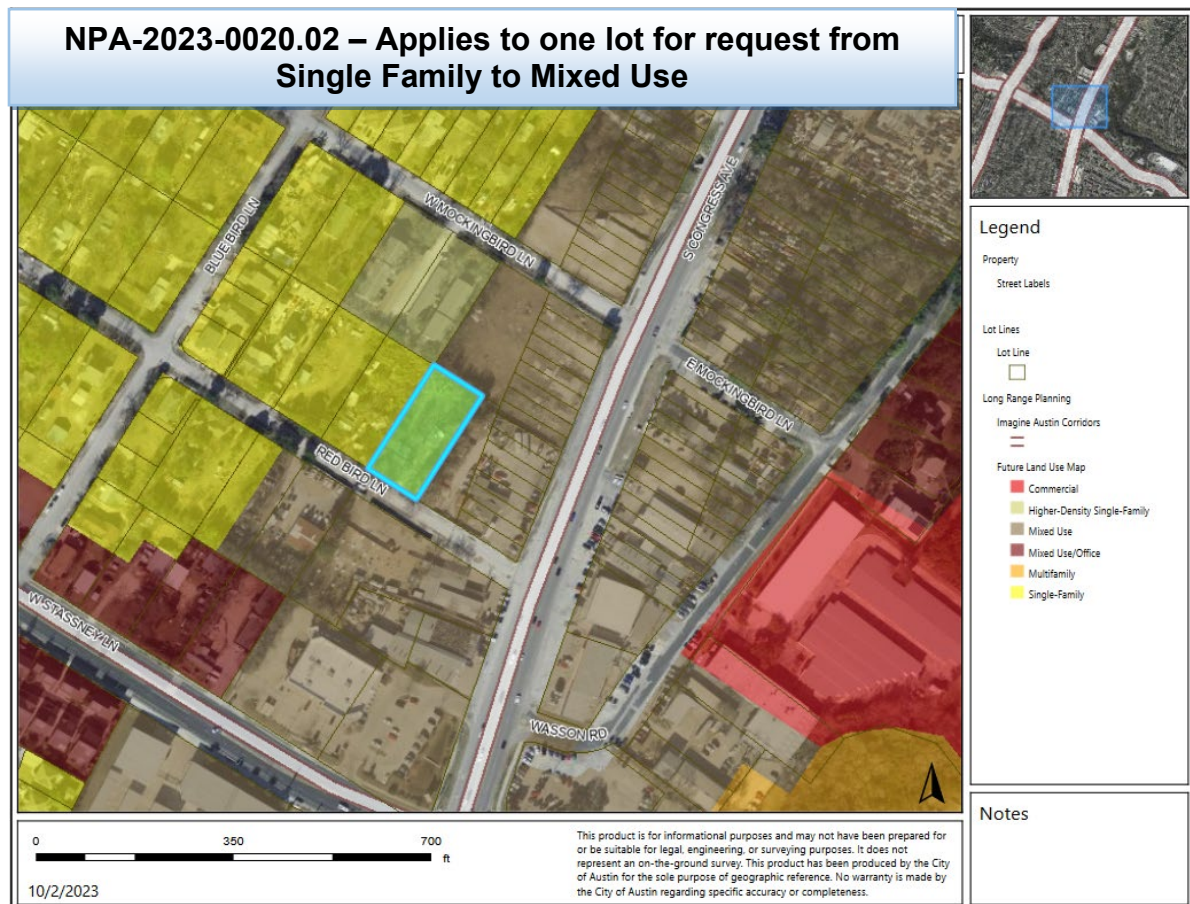 NPA-2023-0020.02 – Applies to one lot for request from
Single Family to Mixed Use
BLUE BIRD LN
W MOCKINGBIRD LN
S CONGRESS AVE
E MOCKINGBIRD LN
RED BIRD LN
W STASSNEY LN
WASSON RD
Legend
Property
Street Labels
Lot Lines
Lot Line
Long Range Planning
Imagine Austin Corridors
Future Land Use Map
Commercial
Higher-Density Single-Family
Mixed Use
Mixed Use/Office
Multifamily
Single-Family
Notes
0 350 700
ft
10/2/2023
This product is for informational purposes and may not have been prepared for
or be suitable for legal, engineering, or surveying purposes. It does not
represent an on-the-ground survey. This product has been produced by the City
of Austin for the sole purpose of geographic reference. No warranty is made by
the City of Austin regarding specific accuracy or completeness.